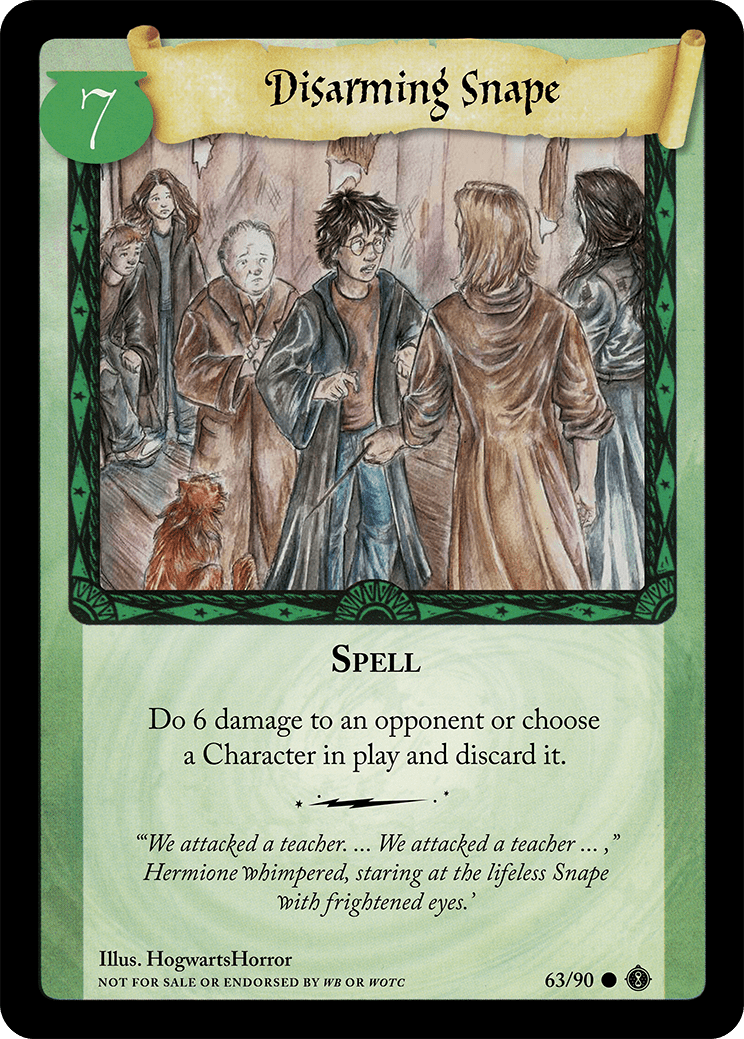 7
Disarming Snape
SPELL
Do 6 damage to an opponent or choose
a Character in play and discard it.
“‘We attacked a teacher. ... We attacked a teacher ... ,”
Hermione whimpered, staring at the lifeless Snape
with frightened eyes.’
Illus. HogwartsHorror
NOT FOR SALE OR ENDORSED BY WB OR WOTC
63/90